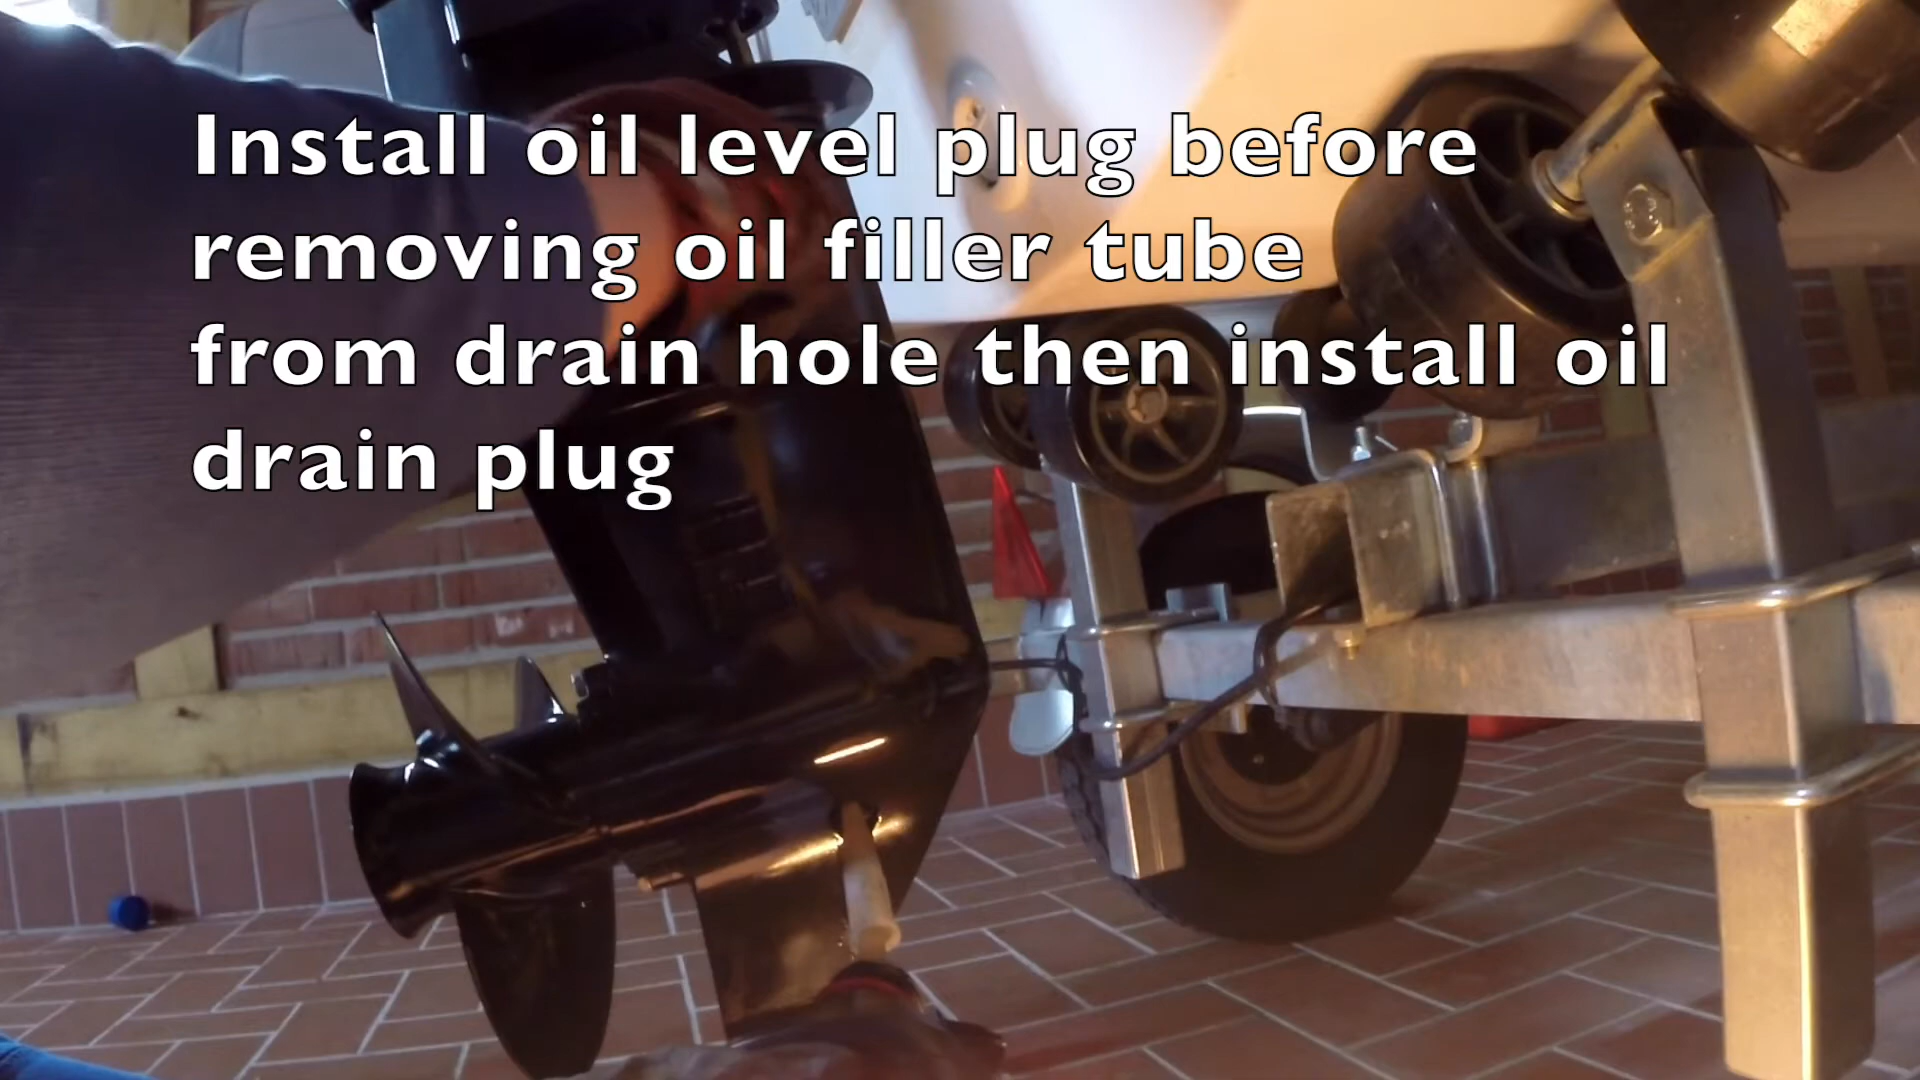 Install oil level plug before
removing oil filler tube
from drain hole then install oil
drain plug